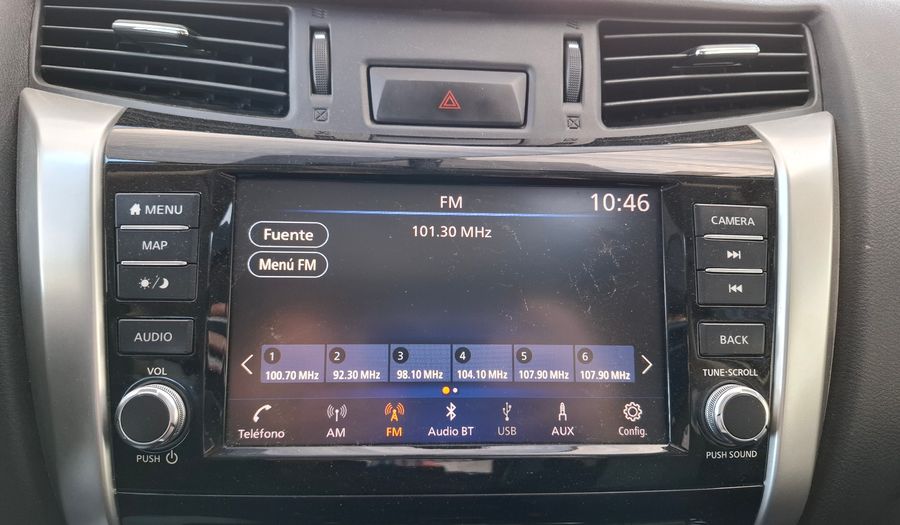 MENU
MAP
AUDIO
VOL
PUSH
FM
10:46
Fuente
101.30 MHz
Menú FM
1 2 3 4 5 6
100.70 MHz 92.30 MHz 98.10 MHz 104.10 MHz 107.90 MHz 107.90 MHz
Teléfono AM FM Audio BT USB AUX Config.
CAMERA
BACK
TUNE·SCROLL
PUSH SOUND